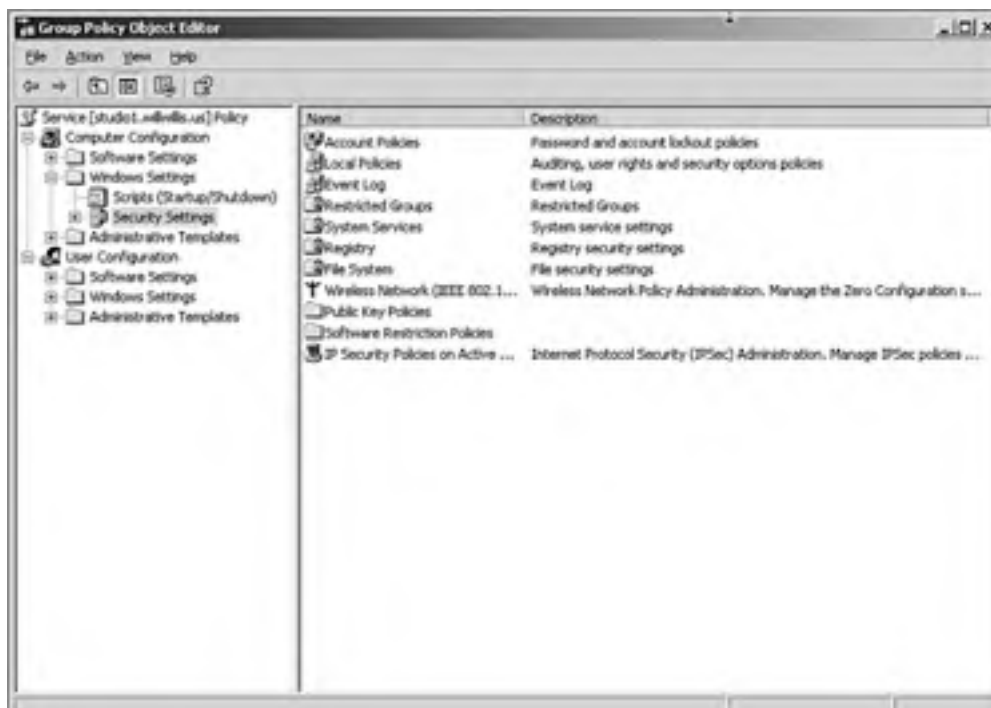 Group Policy Object Editor
File Action View Help
Service [studio1.willwillis.us] Policy
Computer Configuration
Software Settings
Windows Settings
Scripts (Startup/Shutdown)
Security Settings
Administrative Templates
User Configuration
Software Settings
Windows Settings
Administrative Templates
Name Description
Account Policies Password and account lockout policies
Local Policies Auditing, user rights and security options policies
Event Log Event Log
Restricted Groups Restricted Groups
System Services System service settings
Registry Registry security settings
File System File security settings
Wireless Network (IEEE 802.1... Wireless Network Policy Administration. Manage the Zero Configuration s...
Public Key Policies
Software Restriction Policies
IP Security Policies on Active ... Internet Protocol Security (IPSec) Administration. Manage IPSec policies ...